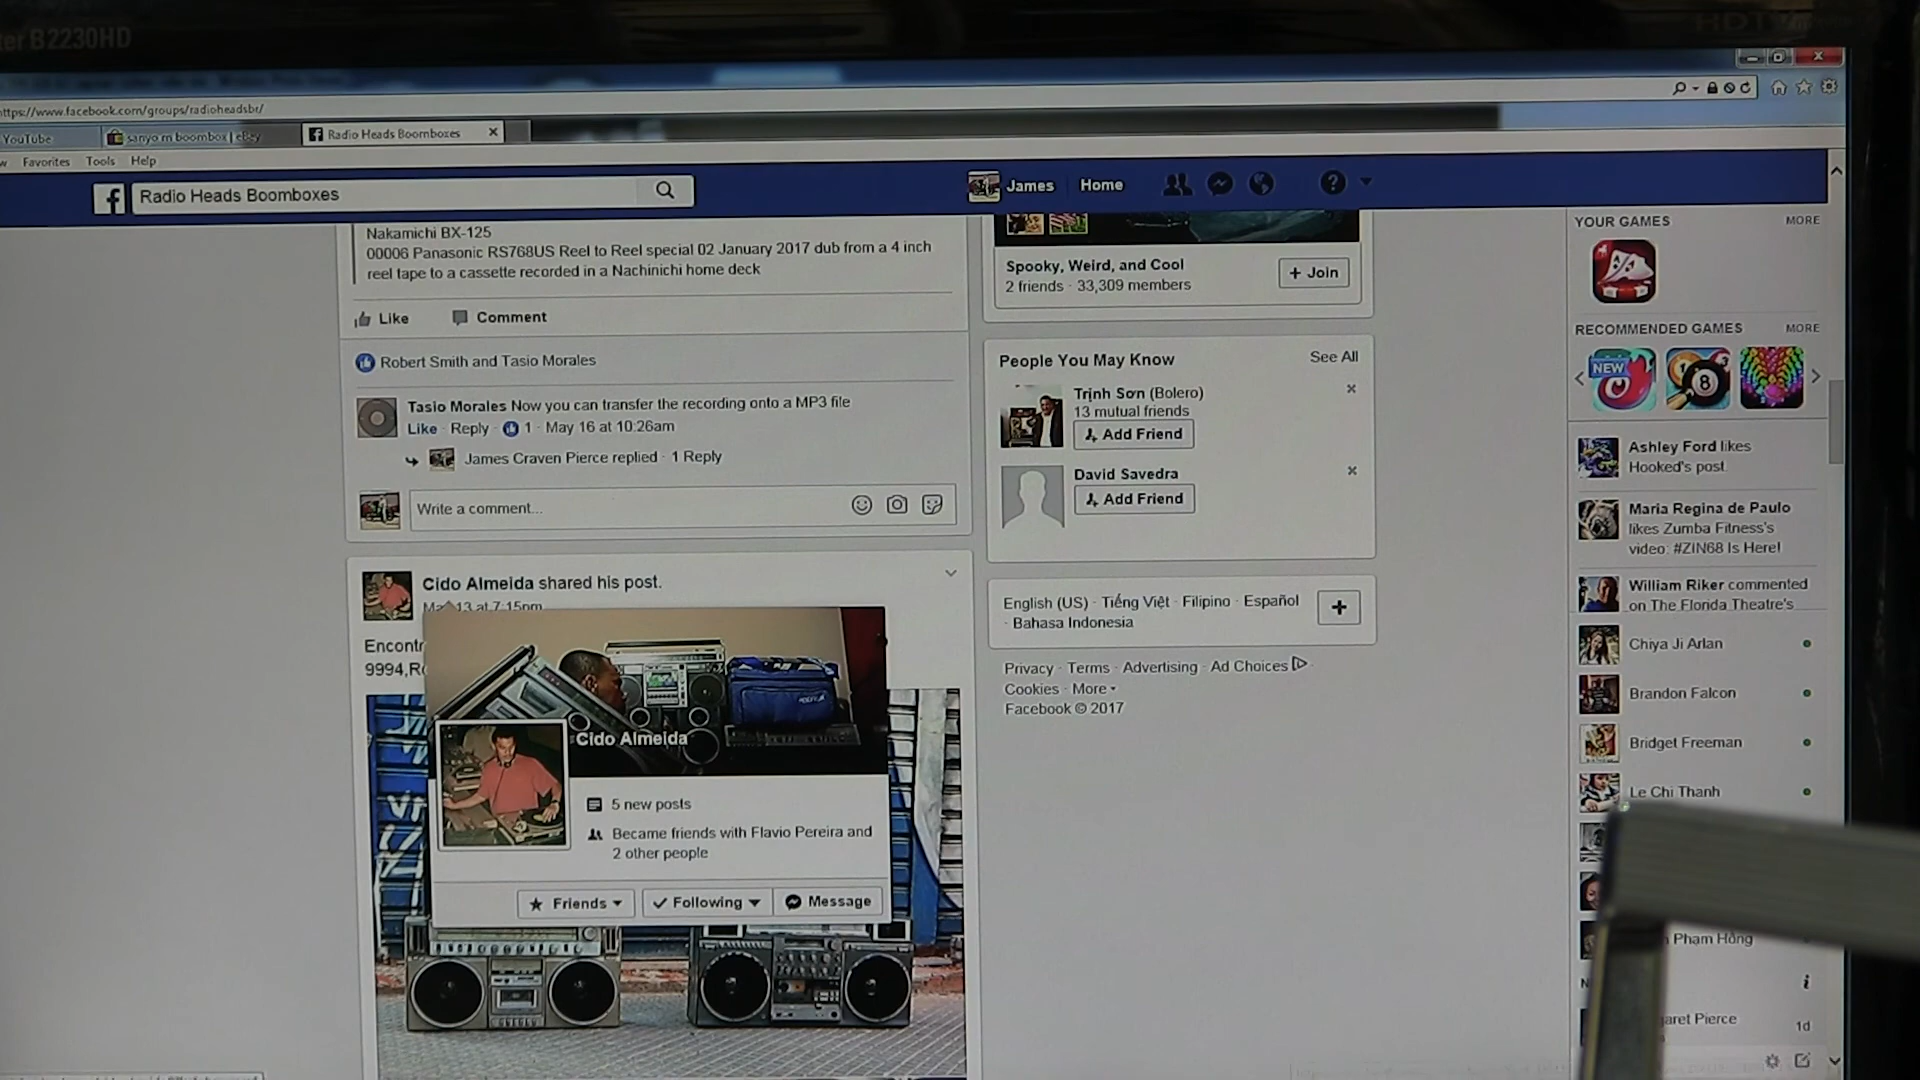 B2230HD
HDTV
https://www.facebook.com/groups/radioheadsbr/
YouTube
sanyo m boombox | eBay
Radio Heads Boomboxes
Favorites Tools Help
Radio Heads Boomboxes
James Home
Nakamichi BX-125
00006 Panasonic RS768US Reel to Reel special 02 January 2017 dub from a 4 inch
reel tape to a cassette recorded in a Nachinichi home deck
Like Comment
Robert Smith and Tasio Morales
Tasio Morales Now you can transfer the recording onto a MP3 file
Like · Reply · 1 · May 16 at 10:26am
James Craven Pierce replied · 1 Reply
Write a comment...
Cido Almeida shared his post.
May 13 at 7:15pm
Encontr
9994,R
Cido Almeida
5 new posts
Became friends with Flavio Pereira and
2 other people
Friends Following Message
Spooky, Weird, and Cool
2 friends · 33,309 members
+ Join
People You May Know See All
Trịnh Sơn (Bolero)
13 mutual friends
Add Friend
David Savedra
Add Friend
English (US) · Tiếng Việt · Filipino · Español
· Bahasa Indonesia
Privacy · Terms · Advertising · Ad Choices
Cookies · More
Facebook © 2017
YOUR GAMES MORE
RECOMMENDED GAMES MORE
NEW
8
Ashley Ford likes
Hooked's post
Maria Regina de Paulo
likes Zumba Fitness's
video: #ZIN68 Is Here!
William Riker commented
on The Florida Theatre's
Chiya Ji Arlan
Brandon Falcon
Bridget Freeman
Le Chi Thanh
Phạm Hồng
aret Pierce
1d